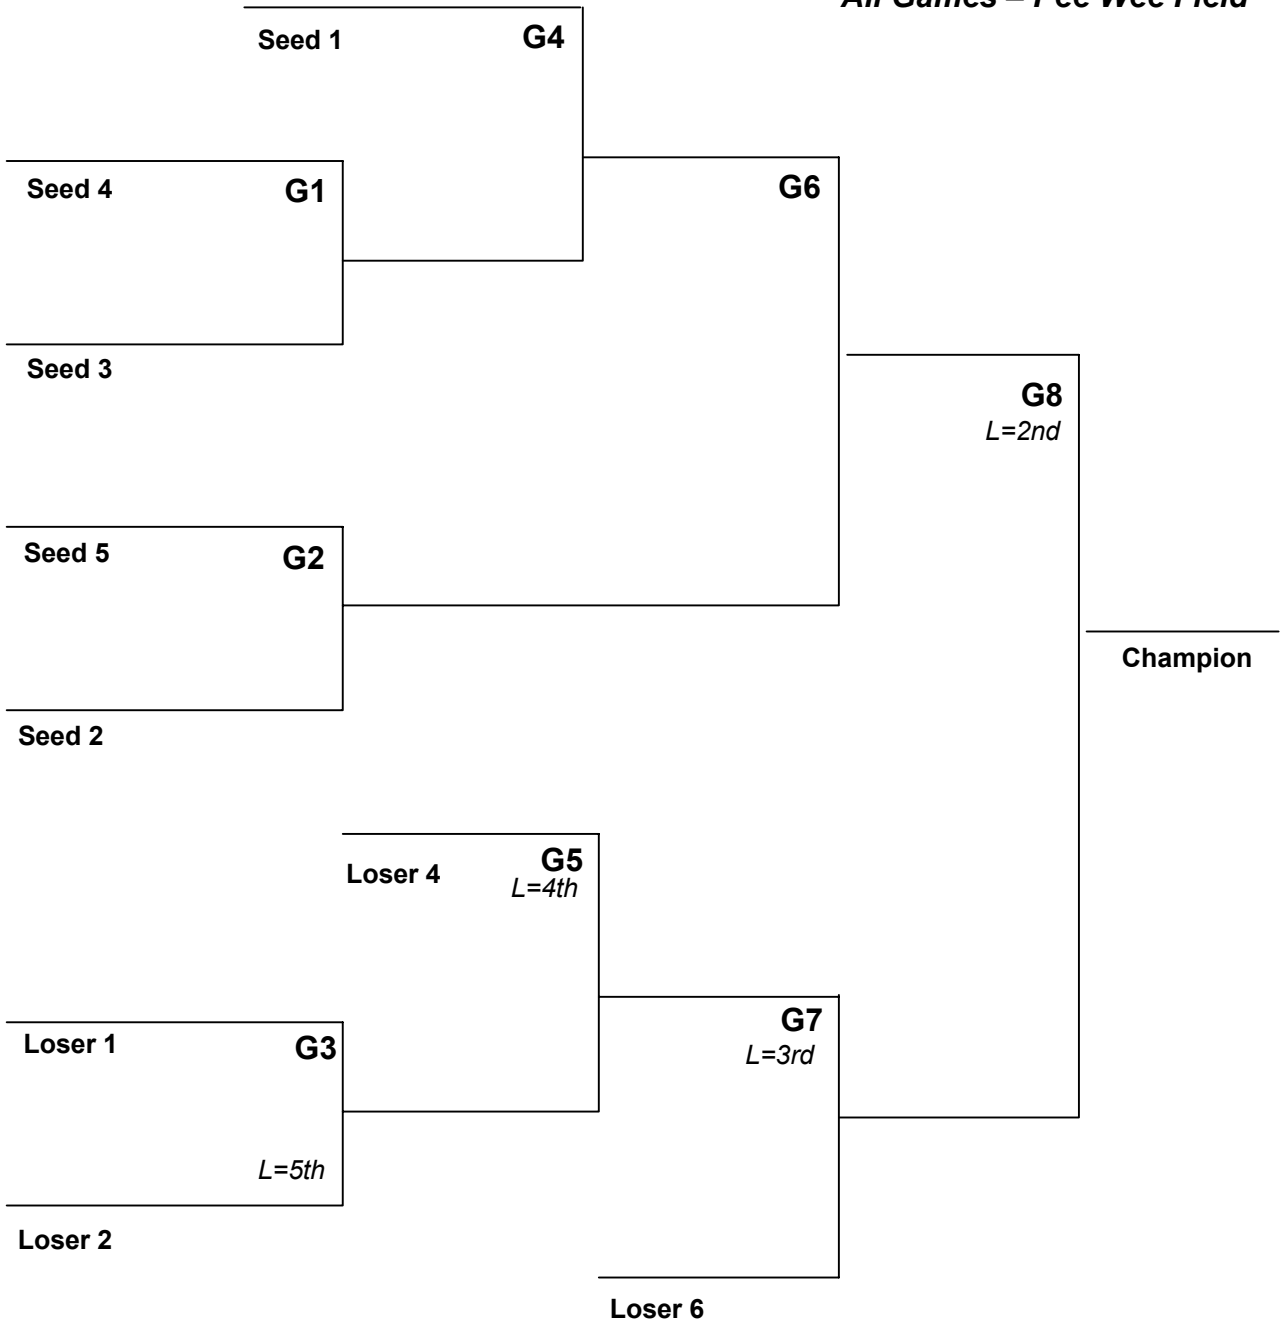 All Games – Pee Wee Field
Seed 1 G4
Seed 4 G1
G6
Seed 3
G8
L=2nd
Seed 5 G2
Champion
Seed 2
Loser 4 G5
L=4th
G7
Loser 1 G3
L=3rd
L=5th
Loser 2
Loser 6